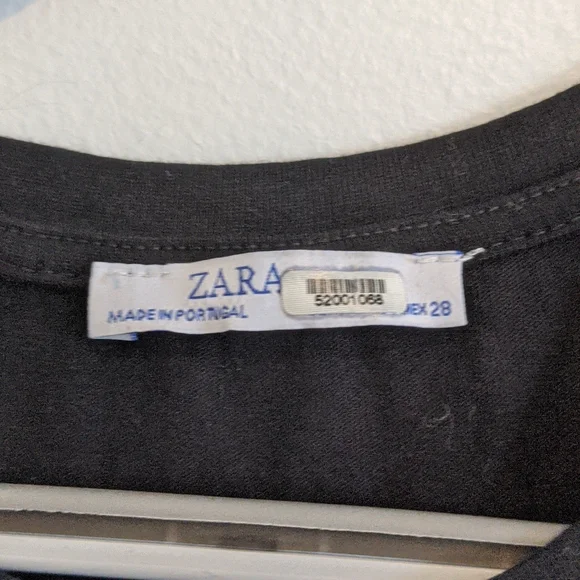 ZARA
52001068
MADE IN PORTUGAL
MEX 28